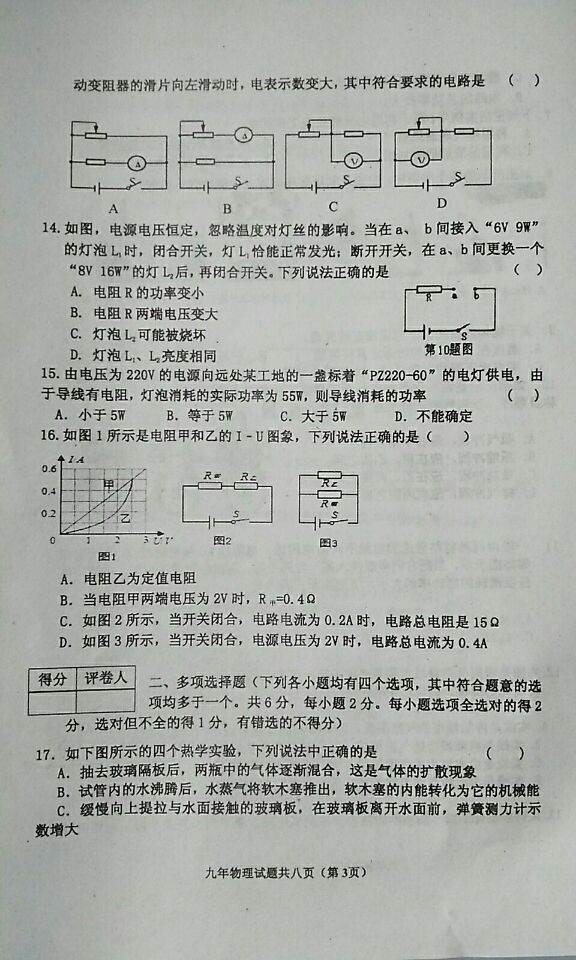 动变阻器的滑片向左滑动时，电表示数变大，其中符合要求的电路是 （ ）
A
S
A
B
S
V
C
S
V
D
S
14.如图，电源电压恒定，忽略温度对灯丝的影响。当在a、 b间接入“6V 9W”
的灯泡L₁时，闭合开关，灯L₁恰能正常发光；断开开关，在a、b间更换一个
“8V 16W”的灯L₂后，再闭合开关。下列说法正确的是 （ ）
A. 电阻R的功率变小
B. 电阻R两端电压变大
C. 灯泡L₂可能被烧坏
D. 灯泡L₁、L₂亮度相同
R a b
S
第10题图
15.由电压为220V的电源向远处某工地的一盏标着“PZ220-60”的电灯供电，由
于导线有电阻，灯泡消耗的实际功率为55W，则导线消耗的功率 （ ）
A. 小于5W B. 等于5W C. 大于5W D. 不能确定
16.如图1所示是电阻甲和乙的I－U图象，下列说法正确的是（ ）
I/A
0.6
0.4
0.2
0 1 2 3 U/V
甲
乙
图1
R甲 R乙
S
图2
R乙
R甲
S
图3
A. 电阻乙为定值电阻
B. 当电阻甲两端电压为2V时，R甲=0.4Ω
C. 如图2所示，当开关闭合，电路电流为0.2A时，电路总电阻是15Ω
D. 如图3所示，当开关闭合，电源电压为2V时，电路总电流为0.4A
得分 评卷人
二、多项选择题（下列各小题均有四个选项，其中符合题意的选
项均多于一个。共6分，每小题2分。每小题选项全选对的得2
分，选对但不全的得1分，有错选的不得分）
17. 如下图所示的四个热学实验，下列说法中正确的是 （ ）
A. 抽去玻璃隔板后，两瓶中的气体逐渐混合，这是气体的扩散现象
B. 试管内的水沸腾后，水蒸气将软木塞推出，软木塞的内能转化为它的机械能
C. 缓慢向上提拉与水面接触的玻璃板，在玻璃板离开水面前，弹簧测力计示
数增大
九年物理试题共八页（第3页）